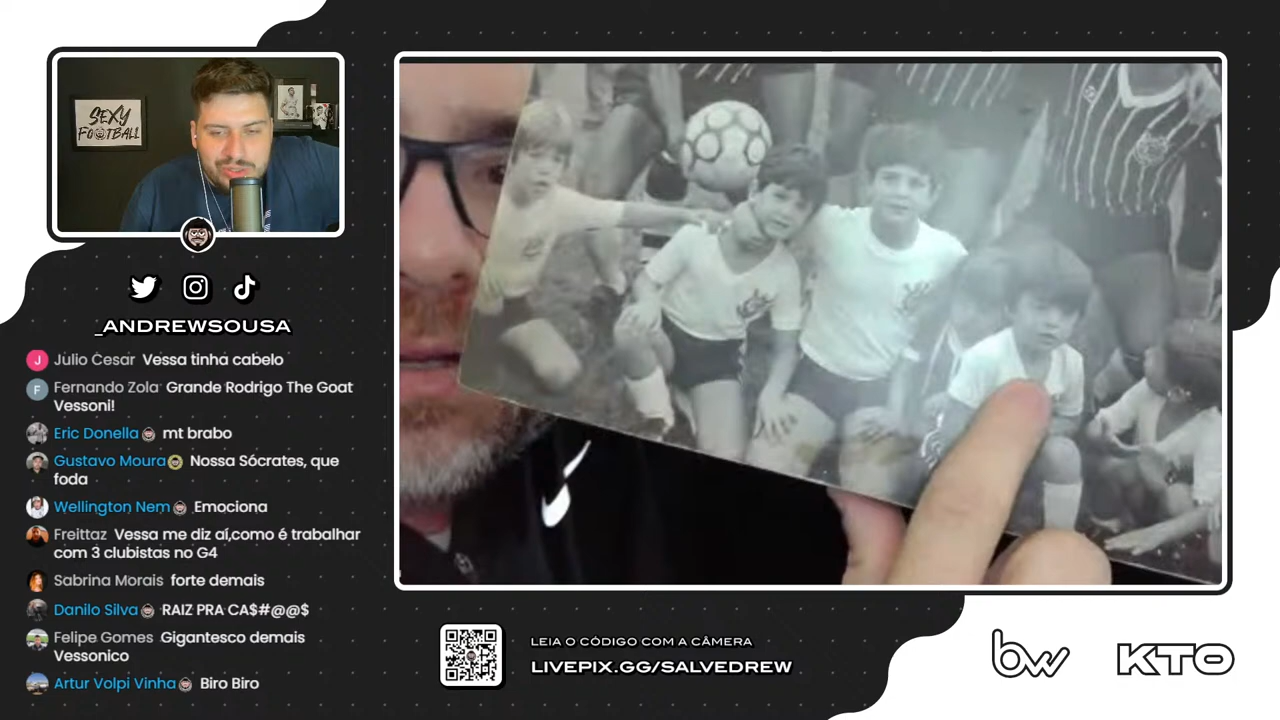 SEXY
FOOTBALL
_ANDREWSOUSA
J Julio Cesar Vessa tinha cabelo
F Fernando Zola Grande Rodrigo The Goat
Vessoni!
Eric Donella mt brabo
Gustavo Moura Nossa Sócrates, que
foda
Wellington Nem Emociona
Freittaz Vessa me diz aí,como é trabalhar
com 3 clubistas no G4
Sabrina Morais forte demais
Danilo Silva RAIZ PRA CA$#@@$
Felipe Gomes Gigantesco demais
Vessonico
Artur Volpi Vinha Biro Biro
LEIA O CÓDIGO COM A CÂMERA
LIVEPIX.GG/SALVEDREW
bw KTO